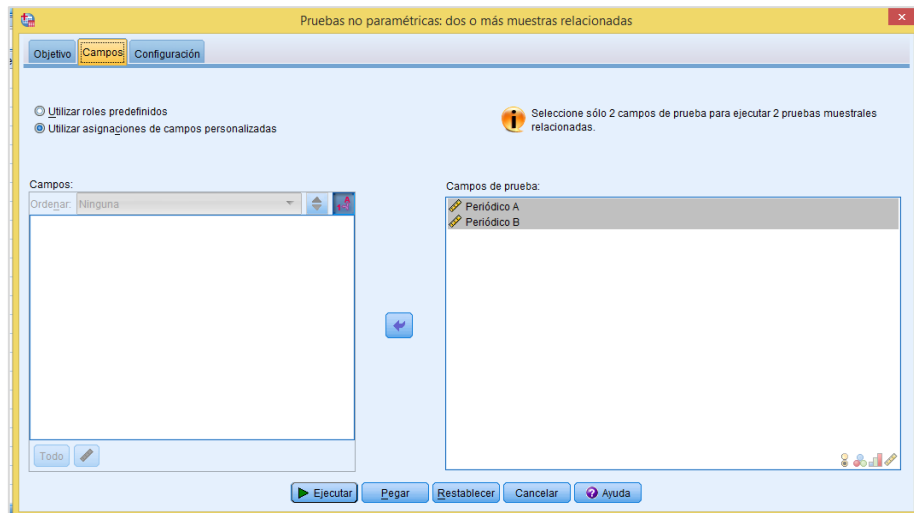 Pruebas no paramétricas: dos o más muestras relacionadas
Objetivo Campos Configuración
Utilizar roles predefinidos
Utilizar asignaciones de campos personalizadas
Seleccione sólo 2 campos de prueba para ejecutar 2 pruebas muestrales
relacionadas.
Campos:
Ordenar: Ninguna
Campos de prueba:
Periódico A
Periódico B
Todo
Ejecutar Pegar Restablecer Cancelar Ayuda